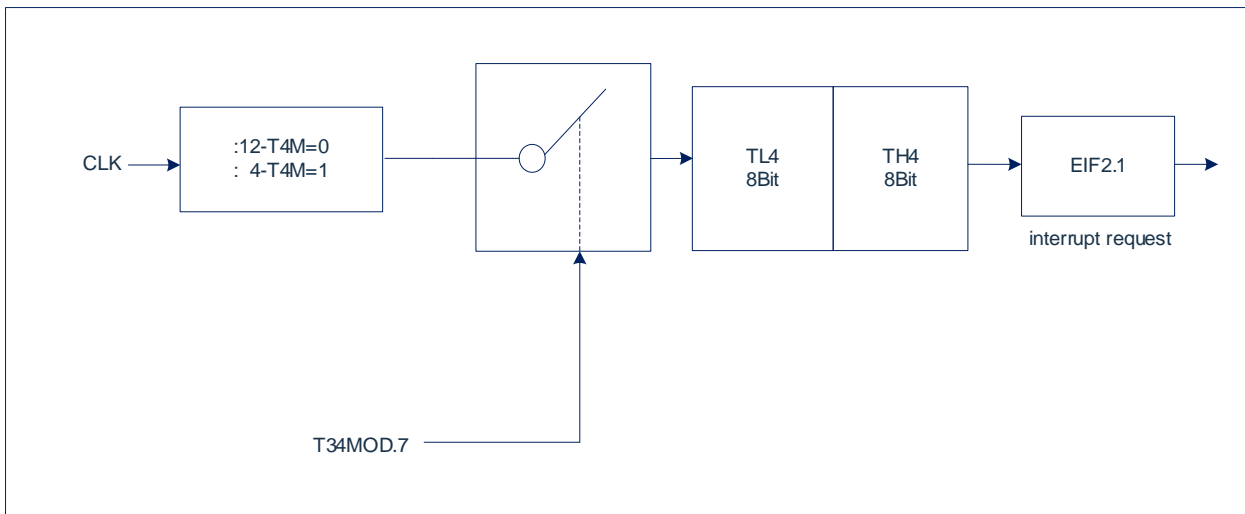 CLK
:12-T4M=0
: 4-T4M=1
TL4
8Bit
TH4
8Bit
EIF2.1
interrupt request
T34MOD.7